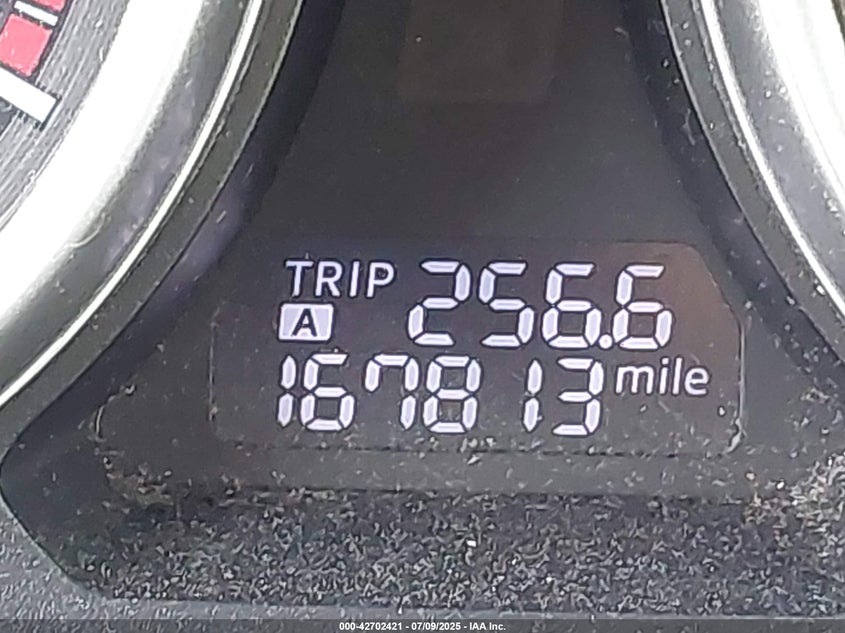 TRIP 256.6
A
167813 mile
000-42702421 - 07/09/2025 - IAA Inc.